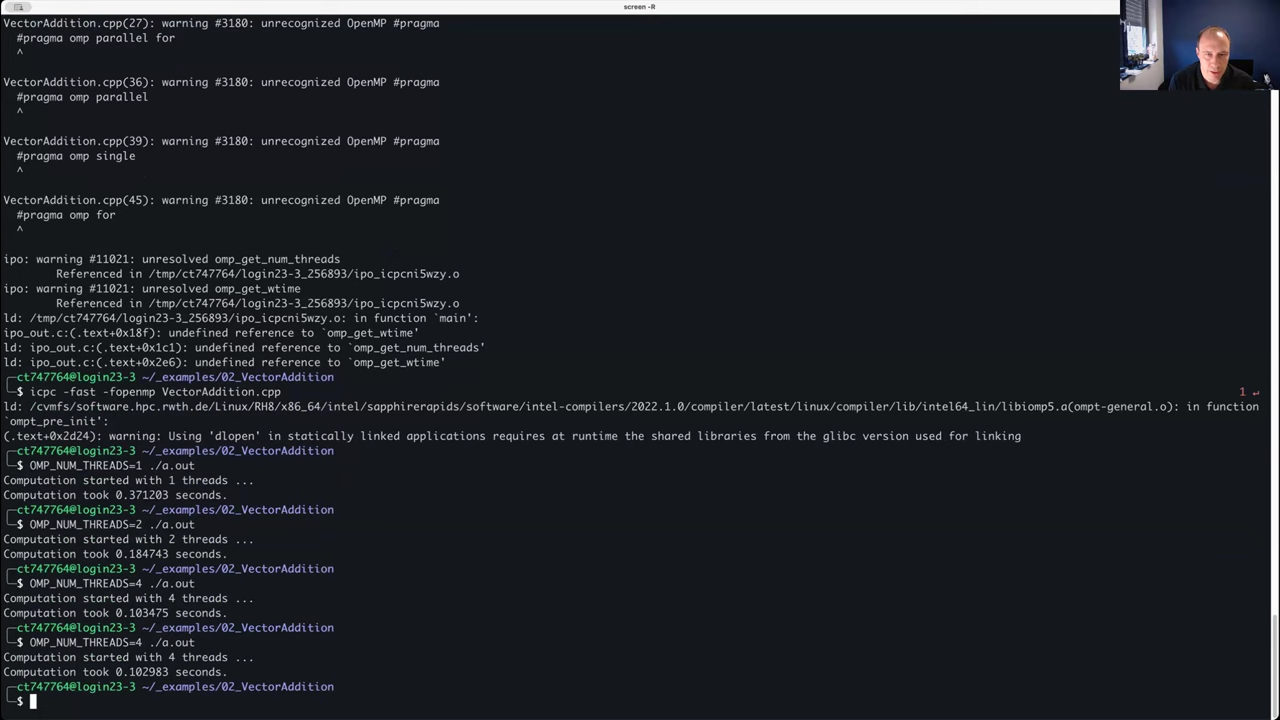 screen -R
VectorAddition.cpp(27): warning #3180: unrecognized OpenMP #pragma
#pragma omp parallel for
^
VectorAddition.cpp(36): warning #3180: unrecognized OpenMP #pragma
#pragma omp parallel
^
VectorAddition.cpp(39): warning #3180: unrecognized OpenMP #pragma
#pragma omp single
^
VectorAddition.cpp(45): warning #3180: unrecognized OpenMP #pragma
#pragma omp for
^
ipo: warning #11021: unresolved omp_get_num_threads
Referenced in /tmp/ct747764/login23-3_256893/ipo_icpcni5wzy.o
ipo: warning #11021: unresolved omp_get_wtime
Referenced in /tmp/ct747764/login23-3_256893/ipo_icpcni5wzy.o
ld: /tmp/ct747764/login23-3_256893/ipo_icpcni5wzy.o: in function `main':
ipo_out.c:(.text+0x18f): undefined reference to `omp_get_wtime'
ld: ipo_out.c:(.text+0x1c1): undefined reference to `omp_get_num_threads'
ld: ipo_out.c:(.text+0x2e6): undefined reference to `omp_get_wtime'
ct747764@login23-3 ~/_examples/02_VectorAddition
$ icpc -fast -fopenmp VectorAddition.cpp 1 ↵
ld: /cvmfs/software.hpc.rwth.de/Linux/RH8/x86_64/intel/sapphirerapids/software/intel-compilers/2022.1.0/compiler/latest/linux/compiler/lib/intel64_lin/libiomp5.a(ompt-general.o): in function
`ompt_pre_init':
(.text+0x2d24): warning: Using 'dlopen' in statically linked applications requires at runtime the shared libraries from the glibc version used for linking
ct747764@login23-3 ~/_examples/02_VectorAddition
$ OMP_NUM_THREADS=1 ./a.out
Computation started with 1 threads ...
Computation took 0.371203 seconds.
ct747764@login23-3 ~/_examples/02_VectorAddition
$ OMP_NUM_THREADS=2 ./a.out
Computation started with 2 threads ...
Computation took 0.184743 seconds.
ct747764@login23-3 ~/_examples/02_VectorAddition
$ OMP_NUM_THREADS=4 ./a.out
Computation started with 4 threads ...
Computation took 0.103475 seconds.
ct747764@login23-3 ~/_examples/02_VectorAddition
$ OMP_NUM_THREADS=4 ./a.out
Computation started with 4 threads ...
Computation took 0.102983 seconds.
ct747764@login23-3 ~/_examples/02_VectorAddition
$